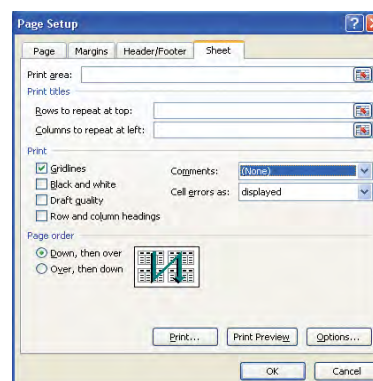 Page Setup
Page Margins Header/Footer Sheet
Print area:
Print titles
Rows to repeat at top:
Columns to repeat at left:
Print
Gridlines Comments: (None)
Black and white Cell errors as: displayed
Draft quality
Row and column headings
Page order
Down, then over
Over, then down
Print... Print Preview Options...
OK Cancel